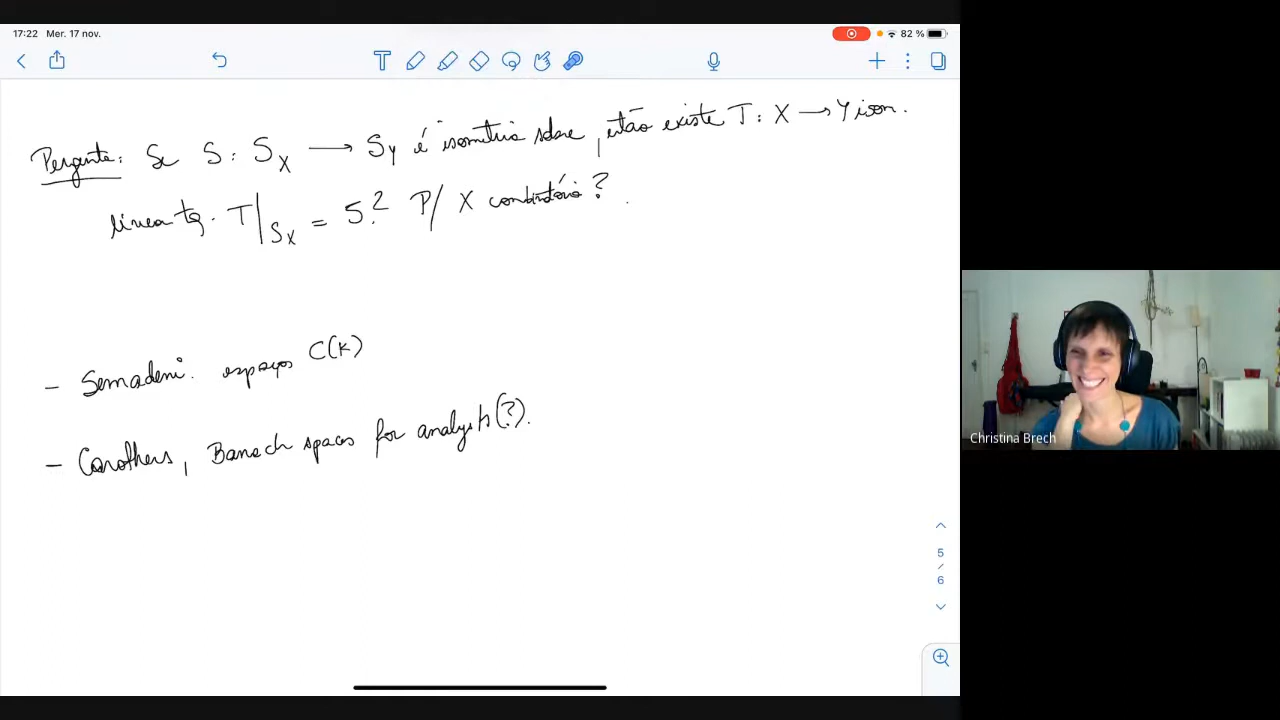 17:22 Mer. 17 nov.
82 %
Pergunta: Se S: S_X → S_Y é isometria sobre, então existe T: X → Y isom.
linear tq. T|_{S_X} = S? P/ X combinatório?
- Semadeni: espaços C(K)
- Carothers, Banach spaces for analysts(?).
5
/
6
Christina Brech